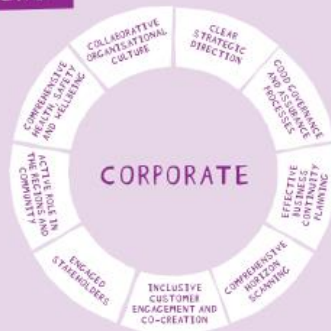 CLEAR
STRATEGIC
DIRECTION
GOOD GOVERNANCE
AND ASSURANCE
PROCESSES
EFFECTIVE
BUSINESS
CONTINUITY
PLANNING
COMPREHENSIVE
HORIZON
SCANNING
INCLUSIVE
CUSTOMER
ENGAGEMENT AND
CO-CREATION
ENGAGED
STAKEHOLDERS
ACTIVE ROLE IN
THE REGIONS AND
COMMUNITY
COMPREHENSIVE
HEALTH, SAFETY
AND WELLBEING
COLLABORATIVE
ORGANISATIONAL
CULTURE
CORPORATE